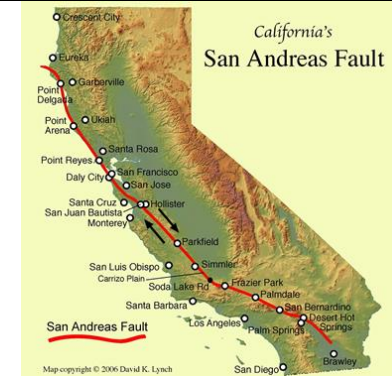 California's
San Andreas Fault
Crescent City
Eureka
Garberville
Point
Delgada
Point
Arena
Ukiah
Santa Rosa
Point Reyes
San Francisco
Daly City
San Jose
Santa Cruz
Hollister
San Juan Bautista
Monterey
Parkfield
San Luis Obispo
Simmler
Carrizo Plain
Soda Lake Rd
Frazier Park
Palmdale
Santa Barbara
San Bernardino
Los Angeles
Desert Hot
Springs
Palm Springs
San Andreas Fault
Brawley
San Diego
Map copyright © 2006 David K. Lynch